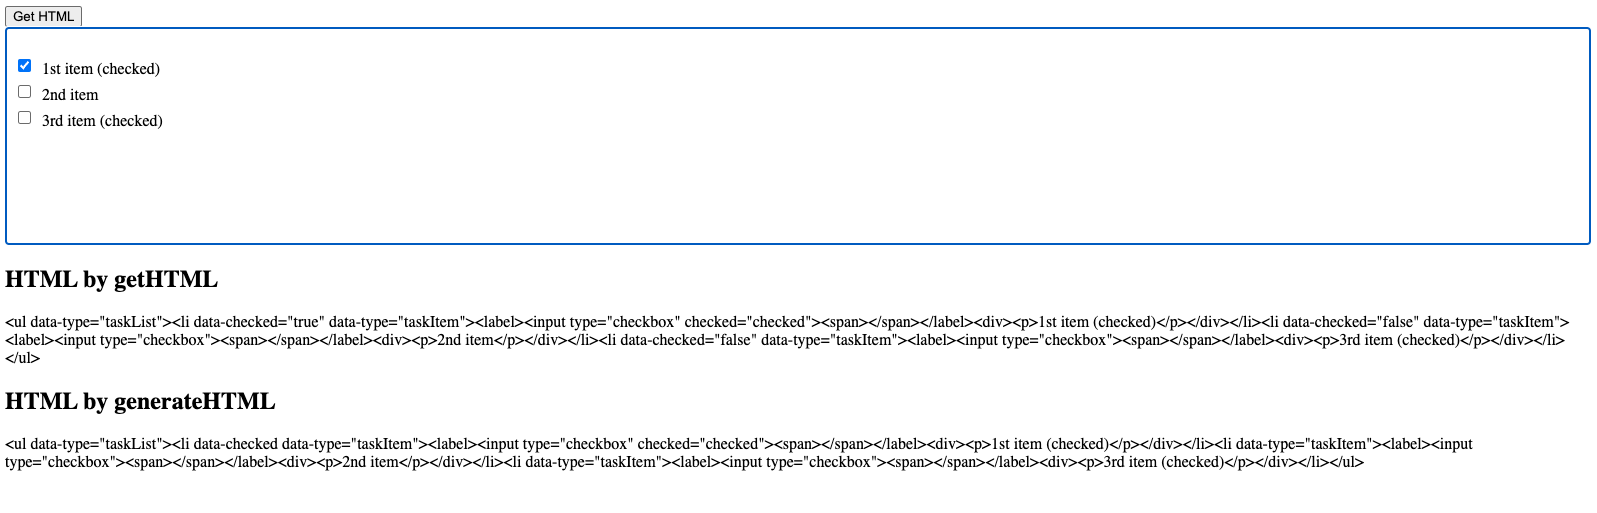 Get HTML
1st item (checked)
2nd item
3rd item (checked)
HTML by getHTML
<ul data-type="taskList"><li data-checked="true" data-type="taskItem"><label><input type="checkbox" checked="checked"><span></span></label><div><p>1st item (checked)</p></div></li><li data-checked="false" data-type="taskItem">
<label><input type="checkbox"><span></span></label><div><p>2nd item</p></div></li><li data-checked="false" data-type="taskItem"><label><input type="checkbox"><span></span></label><div><p>3rd item (checked)</p></div></li>
</ul>
HTML by generateHTML
<ul data-type="taskList"><li data-checked data-type="taskItem"><label><input type="checkbox" checked="checked"><span></span></label><div><p>1st item (checked)</p></div></li><li data-type="taskItem"><label><input
type="checkbox"><span></span></label><div><p>2nd item</p></div></li><li data-type="taskItem"><label><input type="checkbox"><span></span></label><div><p>3rd item (checked)</p></div></li></ul>